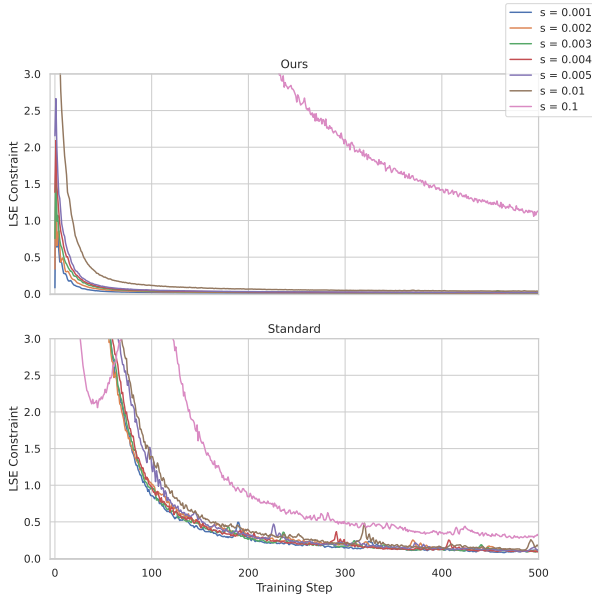 s = 0.001
s = 0.002
s = 0.003
s = 0.004
s = 0.005
s = 0.01
s = 0.1
Ours
3.0
2.5
2.0
1.5
1.0
0.5
0.0
LSE Constraint
Standard
3.0
2.5
2.0
1.5
1.0
0.5
0.0
LSE Constraint
0 100 200 300 400 500
Training Step